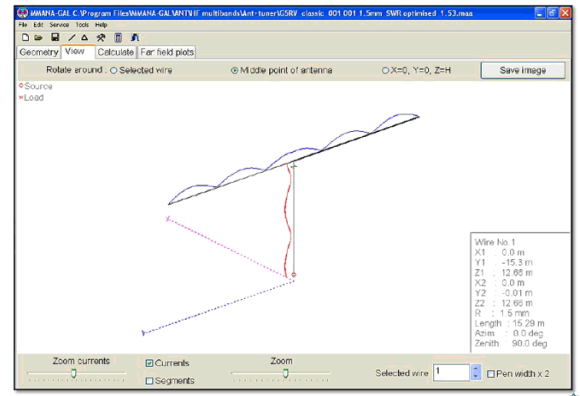 MMANA-GAL C:\Program Files\MMANA-GAL\ANT\HF multibands\Ant-tuner\G5RV classic 001 001 1.5mm SWR optimised 1.53.maa
File Edit Service Tools Help
Geometry View Calculate Far field plots
Rotate around : Selected wire Middle point of antenna X=0, Y=0, Z=H Save image
Source
Load
Wire No.1
X1 : 0.0 m
Y1 : -15.3 m
Z1 : 12.66 m
X2 : 0.0 m
Y2 : -0.01 m
Z2 : 12.66 m
R : 1.5 mm
Length : 15.29 m
Azim : 0.0 deg
Zenith : 90.0 deg
Zoom currents Currents Zoom
Segments Selected wire 1 Pen width x 2
X
Y